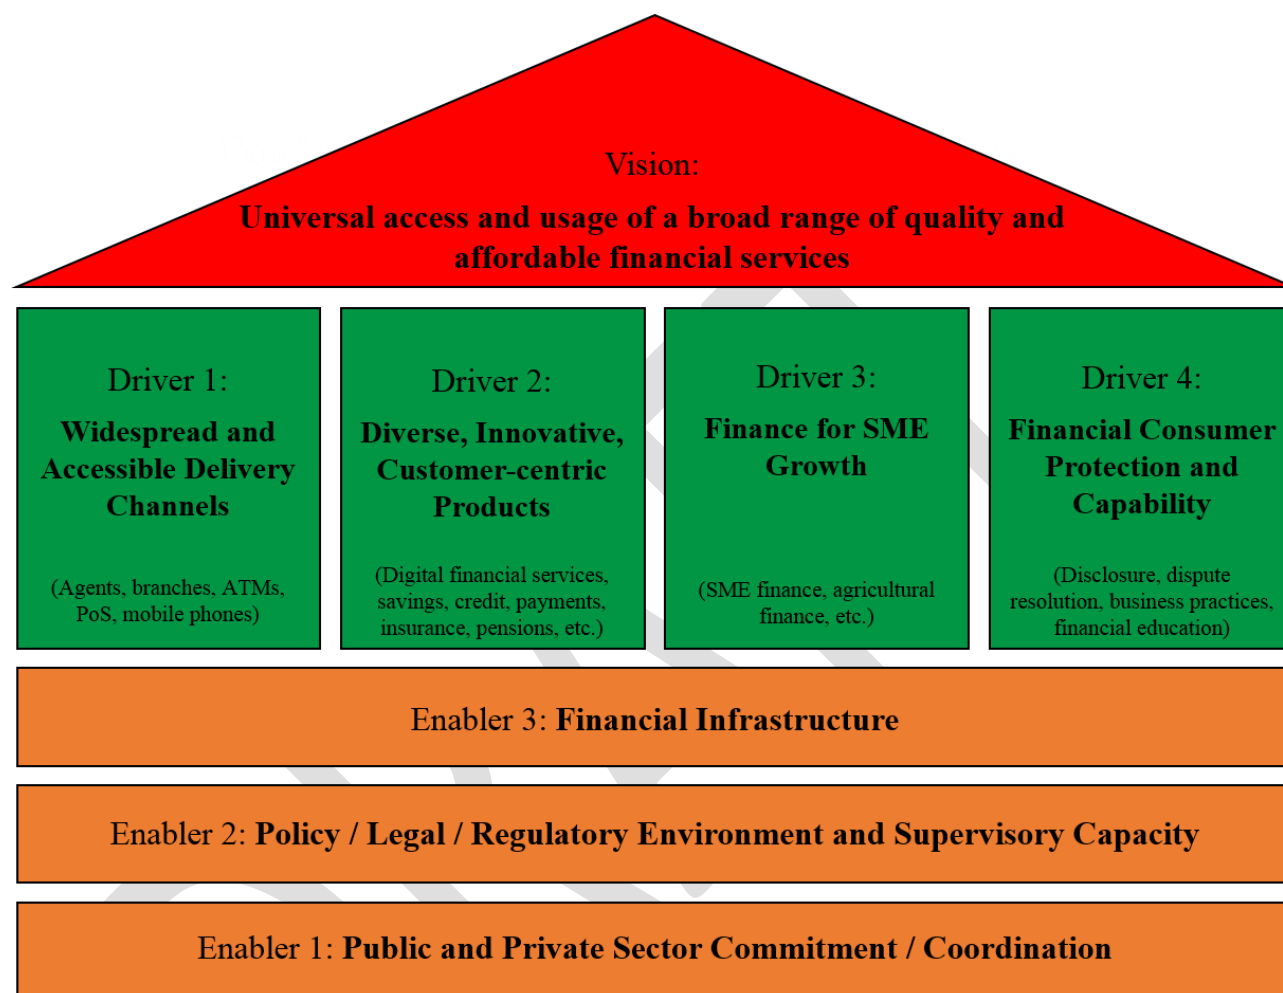 Vision:
Universal access and usage of a broad range of quality and
affordable financial services
Driver 1:
Widespread and
Accessible Delivery
Channels
(Agents, branches, ATMs,
PoS, mobile phones)
Driver 2:
Diverse, Innovative,
Customer-centric
Products
(Digital financial services,
savings, credit, payments,
insurance, pensions, etc.)
Driver 3:
Finance for SME
Growth
(SME finance, agricultural
finance, etc.)
Driver 4:
Financial Consumer
Protection and
Capability
(Disclosure, dispute
resolution, business practices,
financial education)
Enabler 3: Financial Infrastructure
Enabler 2: Policy / Legal / Regulatory Environment and Supervisory Capacity
Enabler 1: Public and Private Sector Commitment / Coordination